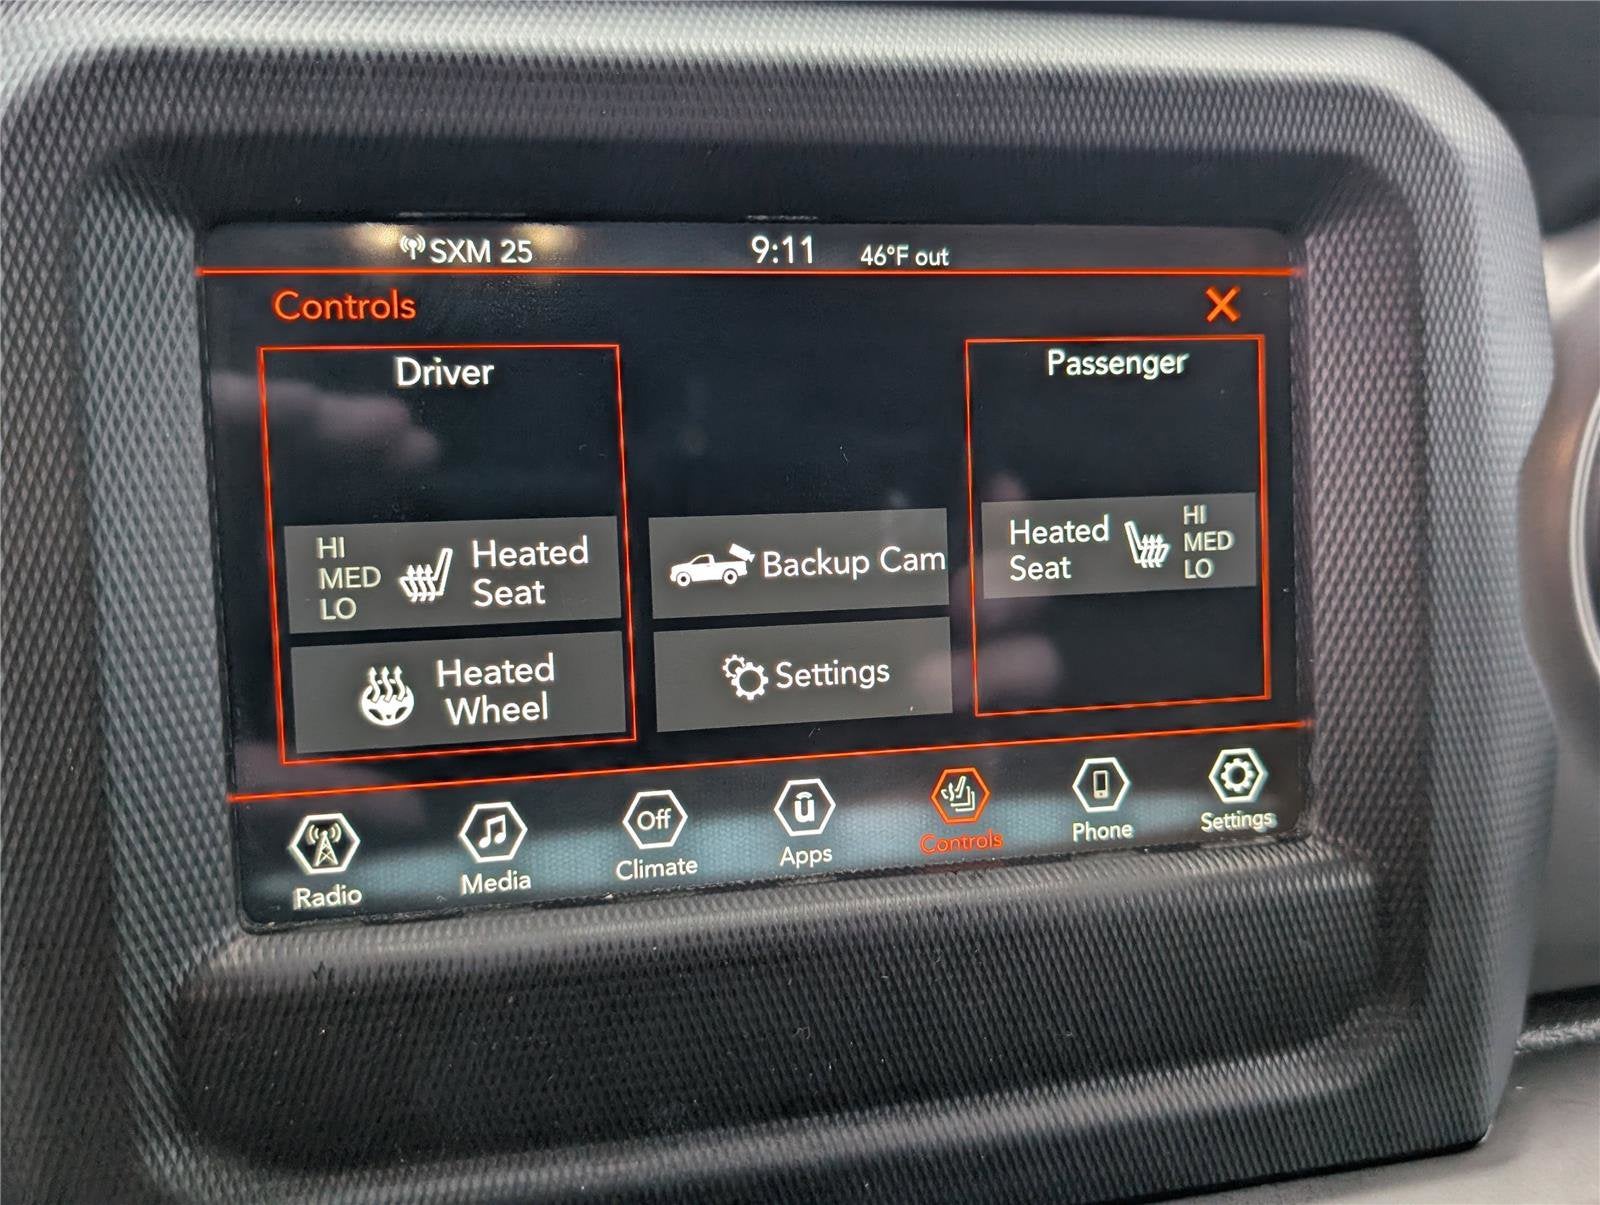 SXM 25
9:11
46°F out
Controls
X
Driver
HI
MED
LO
Heated
Seat
Heated
Wheel
Backup Cam
Settings
Passenger
Heated
Seat
HI
MED
LO
Radio
Media
Off
Climate
u
Apps
Controls
Phone
Settings